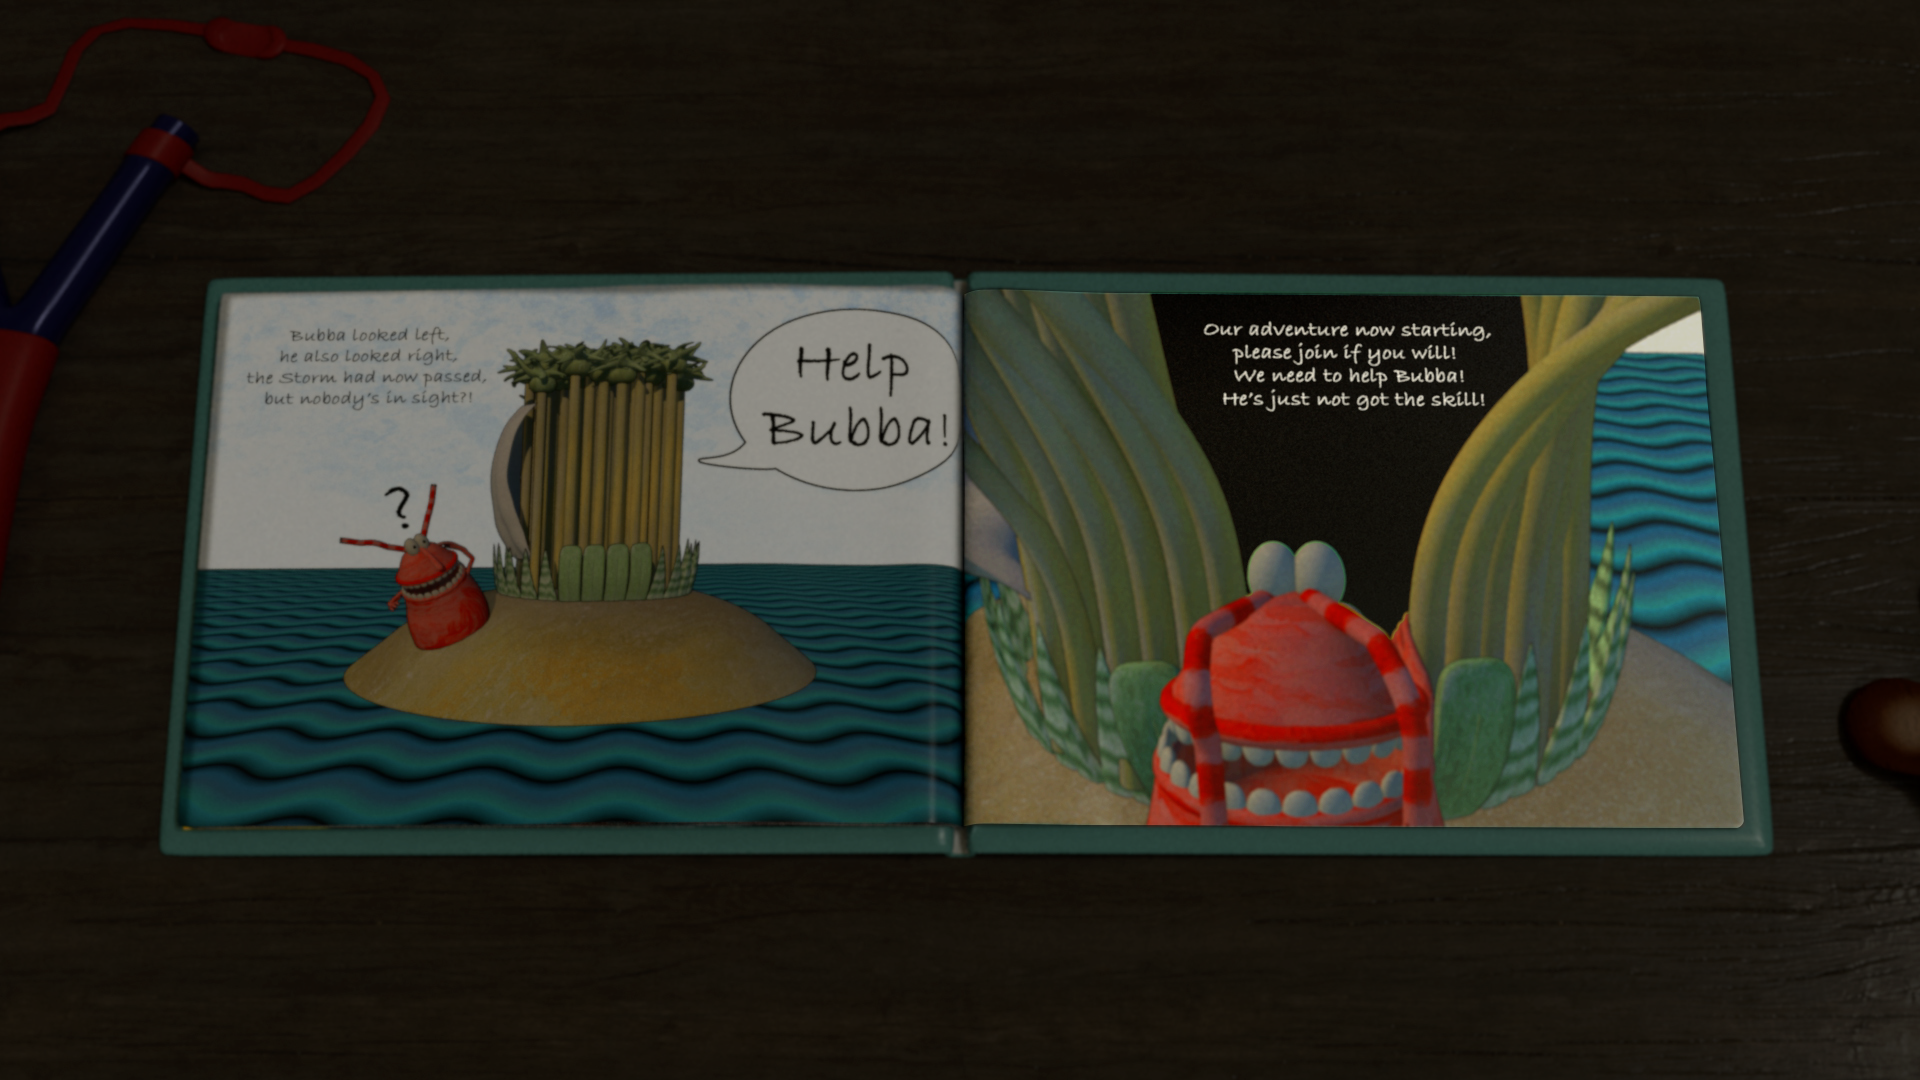 Bubba looked left,
he also looked right,
the Storm had now passed,
but nobody's in sight?!
?
Help
Bubba!
Our adventure now starting,
please join if you will!
We need to help Bubba!
He's just not got the skill!